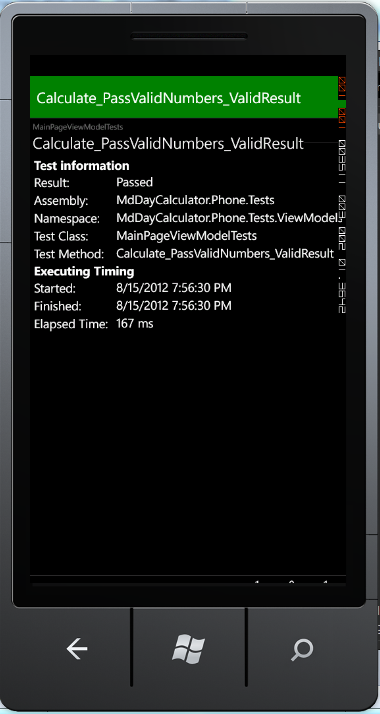 Calculate_PassValidNumbers_ValidResult
MainPageViewModelTests
Calculate_PassValidNumbers_ValidResult
Test information
Result: Passed
Assembly: MdDayCalculator.Phone.Tests
Namespace: MdDayCalculator.Phone.Tests.ViewModel
Test Class: MainPageViewModelTests
Test Method: Calculate_PassValidNumbers_ValidResult
Executing Timing
Started: 8/15/2012 7:56:30 PM
Finished: 8/15/2012 7:56:30 PM
Elapsed Time: 167 ms